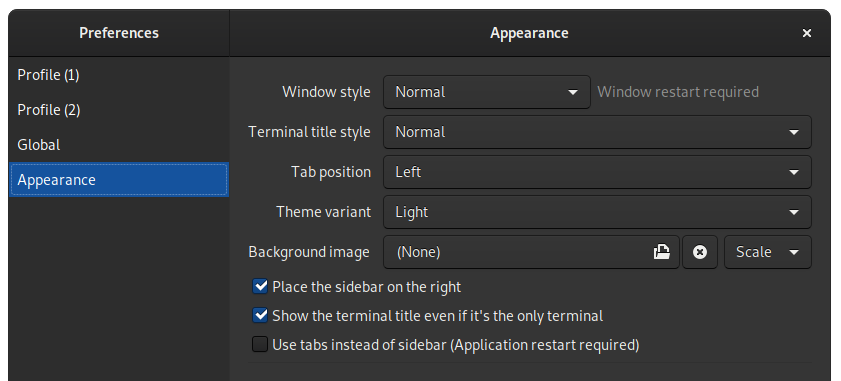 Preferences
Appearance
Profile (1)
Profile (2)
Global
Appearance
Window style Normal Window restart required
Terminal title style Normal
Tab position Left
Theme variant Light
Background image (None) Scale
Place the sidebar on the right
Show the terminal title even if it's the only terminal
Use tabs instead of sidebar (Application restart required)